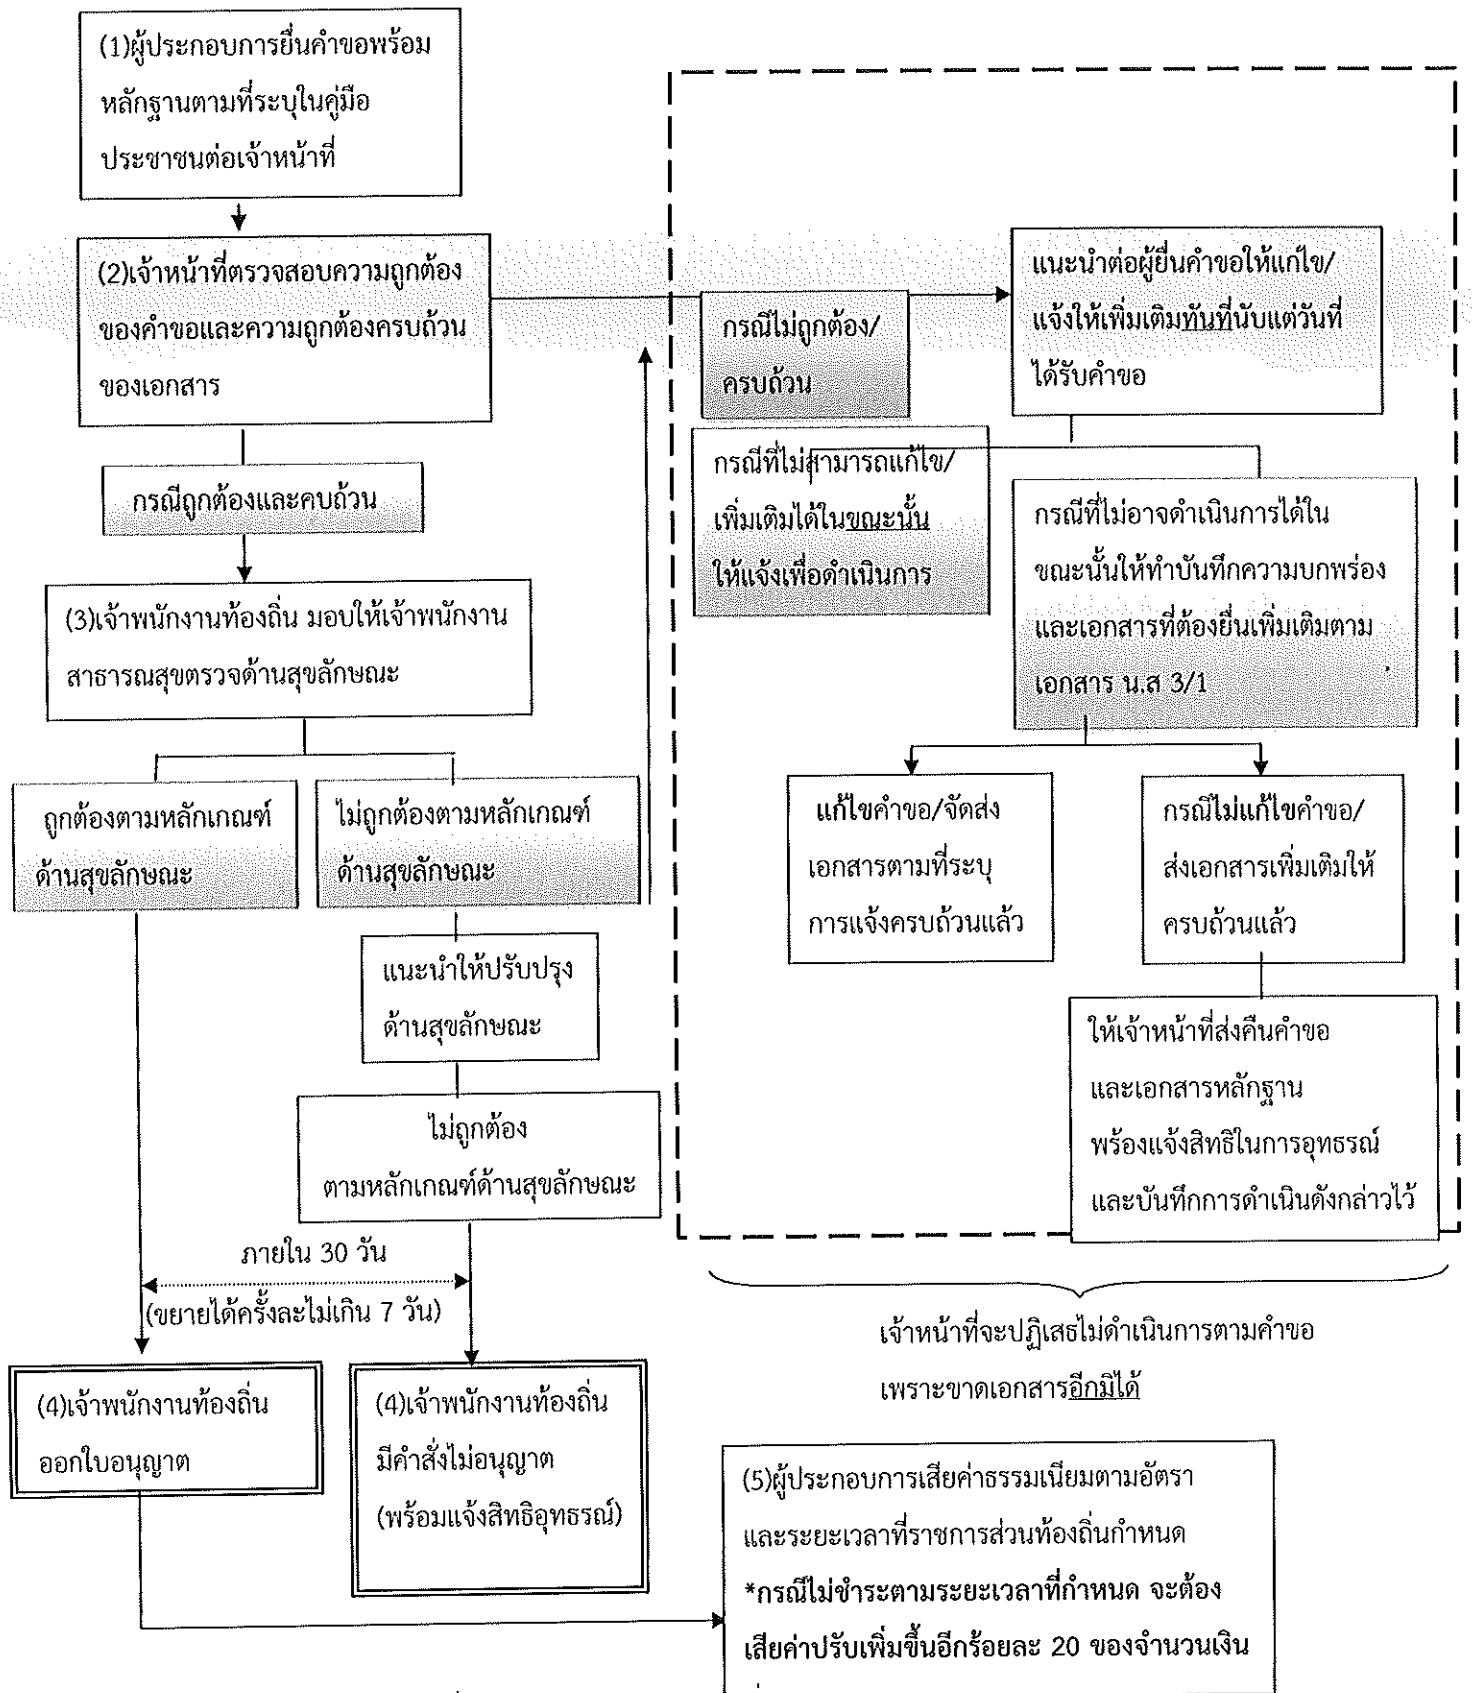 (1)ผู้ประกอบการยื่นคำขอพร้อม
หลักฐานตามที่ระบุในคู่มือ
ประชาชนต่อเจ้าหน้าที่
(2)เจ้าหน้าที่ตรวจสอบความถูกต้อง
ของคำขอและความถูกต้องครบถ้วน
ของเอกสาร
กรณีไม่ถูกต้อง/
ครบถ้วน
แนะนำต่อผู้ยื่นคำขอให้แก้ไข/
แจ้งให้เพิ่มเติมทันที่นับแต่วันที่
ได้รับคำขอ
กรณีถูกต้องและคบถ้วน
กรณีที่ไม่สามารถแก้ไข/
เพิ่มเติมได้ในขณะนั้น
ให้แจ้งเพื่อดำเนินการ
กรณีที่ไม่อาจดำเนินการได้ใน
ขณะนั้นให้ทำบันทึกความบกพร่อง
และเอกสารที่ต้องยื่นเพิ่มเติมตาม
เอกสาร น.ส 3/1
(3)เจ้าพนักงานท้องถิ่น มอบให้เจ้าพนักงาน
สาธารณสุขตรวจด้านสุขลักษณะ
ถูกต้องตามหลักเกณฑ์
ด้านสุขลักษณะ
ไม่ถูกต้องตามหลักเกณฑ์
ด้านสุขลักษณะ
แก้ไขคำขอ/จัดส่ง
เอกสารตามที่ระบุ
การแจ้งครบถ้วนแล้ว
กรณีไม่แก้ไขคำขอ/
ส่งเอกสารเพิ่มเติมให้
ครบถ้วนแล้ว
แนะนำให้ปรับปรุง
ด้านสุขลักษณะ
ให้เจ้าหน้าที่ส่งคืนคำขอ
และเอกสารหลักฐาน
พร้องแจ้งสิทธิในการอุทธรณ์
และบันทึกการดำเนินดังกล่าวไว้
ไม่ถูกต้อง
ตามหลักเกณฑ์ด้านสุขลักษณะ
ภายใน 30 วัน
(ขยายได้ครั้งละไม่เกิน 7 วัน)
เจ้าหน้าที่จะปฏิเสธไม่ดำเนินการตามคำขอ
เพราะขาดเอกสารอีกมิได้
(4)เจ้าพนักงานท้องถิ่น
ออกใบอนุญาต
(4)เจ้าพนักงานท้องถิ่น
มีคำสั่งไม่อนุญาต
(พร้อมแจ้งสิทธิอุทธรณ์)
(5)ผู้ประกอบการเสียค่าธรรมเนียมตามอัตรา
และระยะเวลาที่ราชการส่วนท้องถิ่นกำหนด
*กรณีไม่ชำระตามระยะเวลาที่กำหนด จะต้อง
เสียค่าปรับเพิ่มขึ้นอีกร้อยละ 20 ของจำนวนเงิน